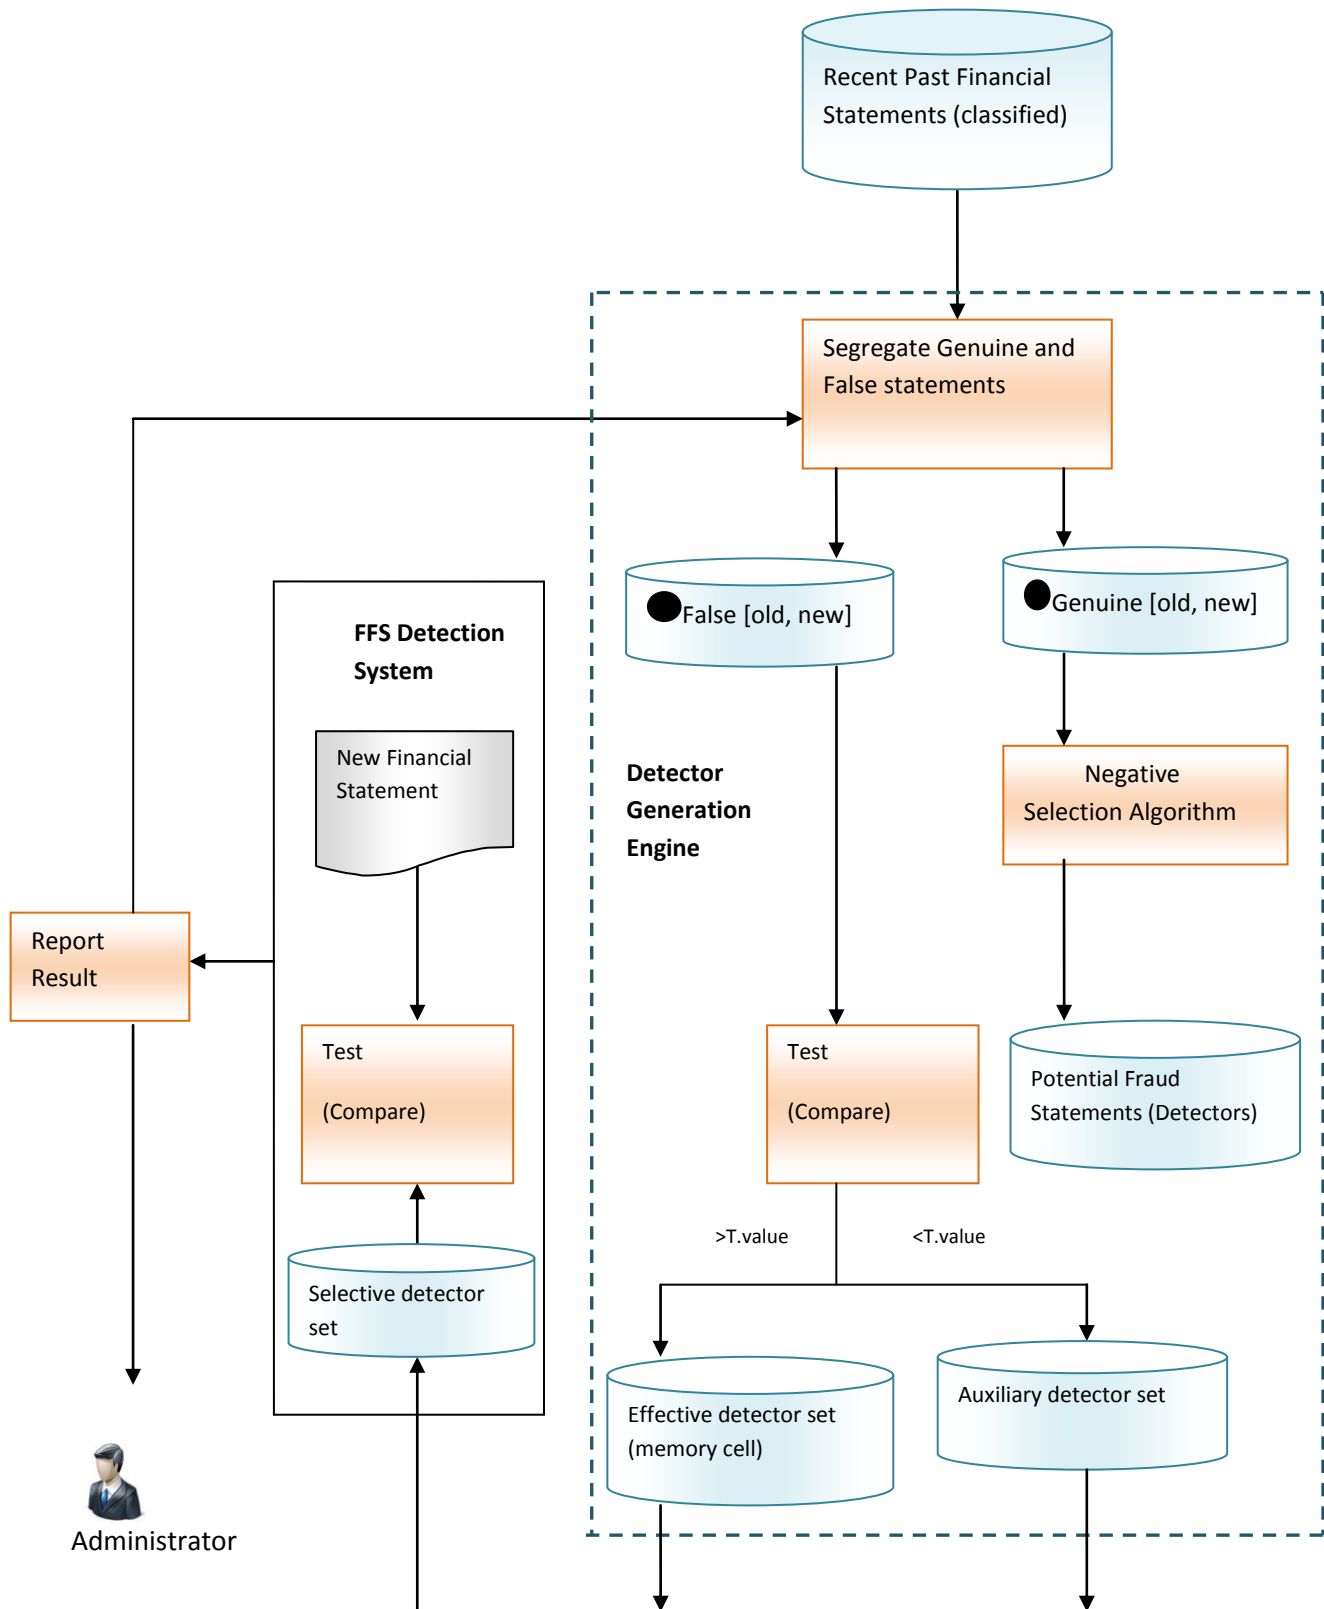 Recent Past Financial
Statements (classified)
Segregate Genuine and
False statements
False [old, new]
Genuine [old, new]
FFS Detection
System
New Financial
Statement
Detector
Generation
Engine
Negative
Selection Algorithm
Report
Result
Test
(Compare)
Test
(Compare)
Potential Fraud
Statements (Detectors)
>T.value
<T.value
Selective detector
set
Effective detector set
(memory cell)
Auxiliary detector set
Administrator